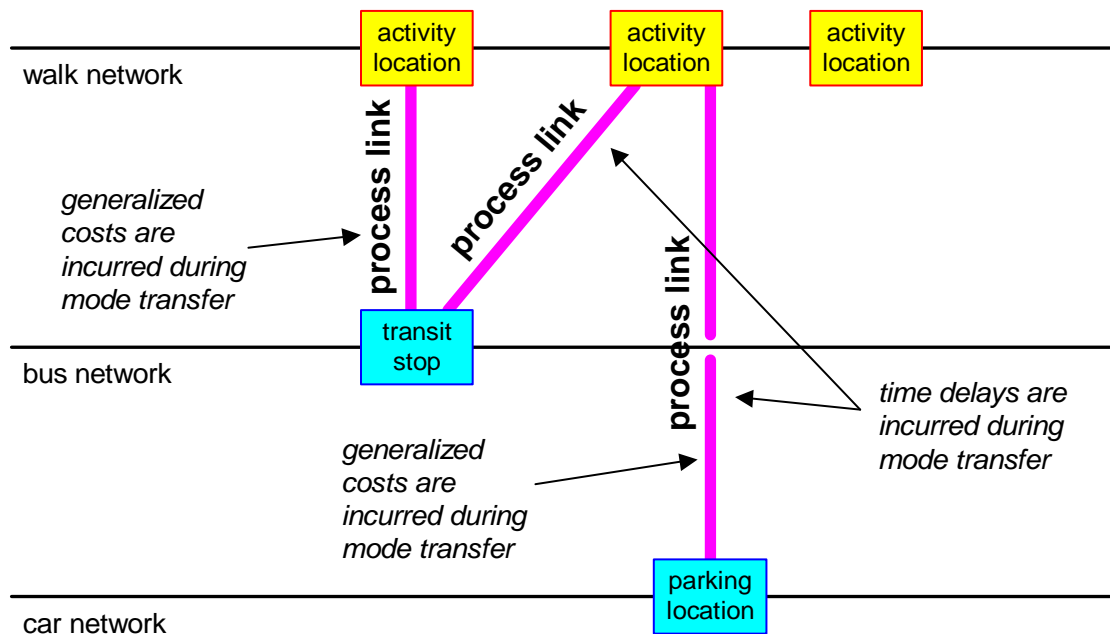 activity
location
activity
location
activity
location
walk network
process link
process link
generalized
costs are
incurred during
mode transfer
transit
stop
bus network
process link
time delays are
incurred during
mode transfer
generalized
costs are
incurred during
mode transfer
parking
location
car network